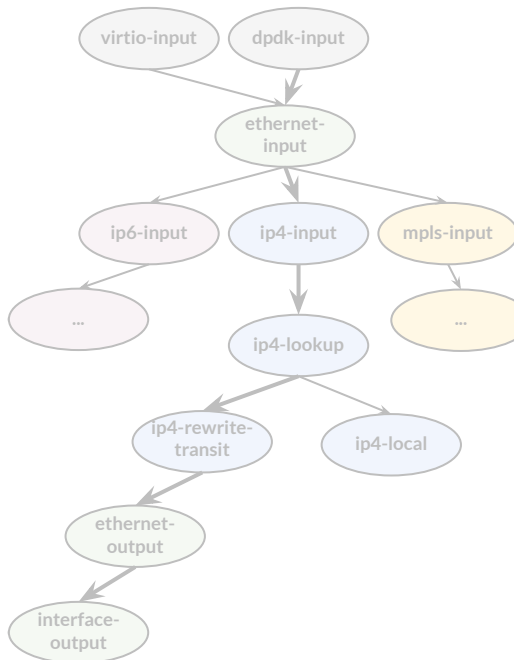 virtio-input
dpdk-input
ethernet-
input
ip6-input
ip4-input
mpls-input
...
...
ip4-lookup
ip4-rewrite-
transit
ip4-local
ethernet-
output
interface-
output